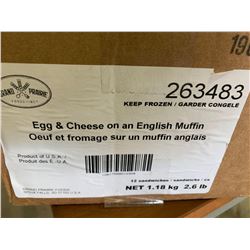 GRAND PRAIRIE
263483
KEEP FROZEN / GARDER CONGELÉ
Egg & Cheese on an English Muffin
Oeuf et fromage sur un muffin anglais
Product of U.S.A. /
Produit des É.-U.A.
12 sandwiches / sandwichs / ca
NET 1.18 kg 2.6 lb